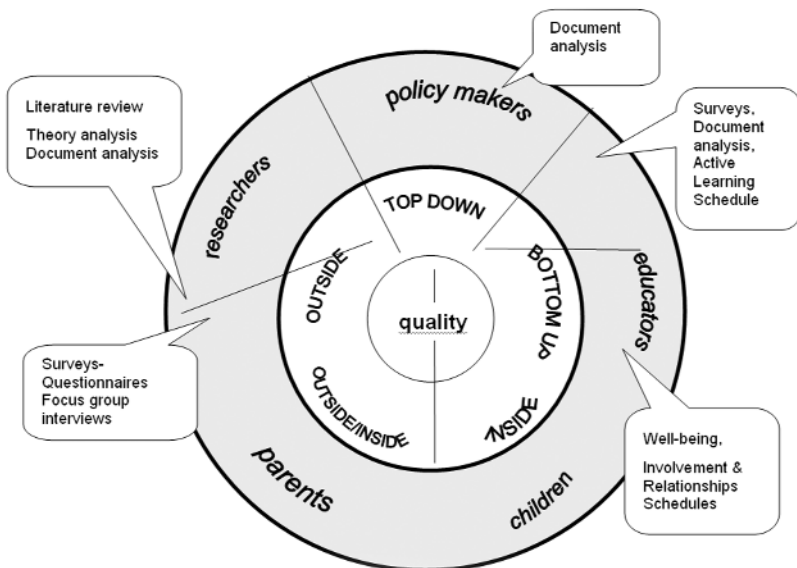 Document
analysis
policy makers
Literature review
Theory analysis
Document analysis
Surveys,
Document
analysis,
Active
Learning
Schedule
researchers
TOP DOWN
OUTSIDE
BOTTOM UP
educators
quality
Surveys-
Questionnaires
Focus group
interviews
OUTSIDE/INSIDE
INSIDE
Well-being,
Involvement &
Relationships
Schedules
parents
children